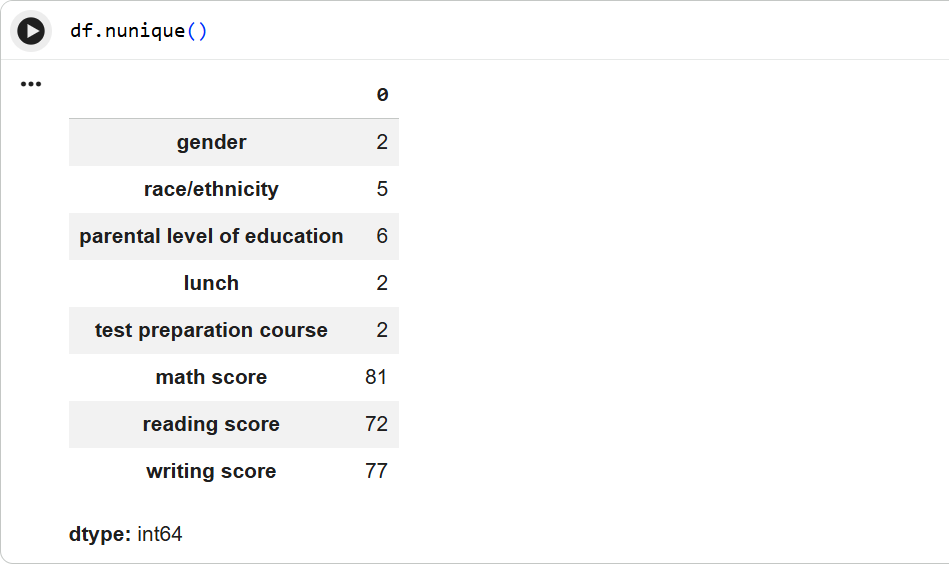 df.nunique()
0
gender 2
race/ethnicity 5
parental level of education 6
lunch 2
test preparation course 2
math score 81
reading score 72
writing score 77
dtype: int64